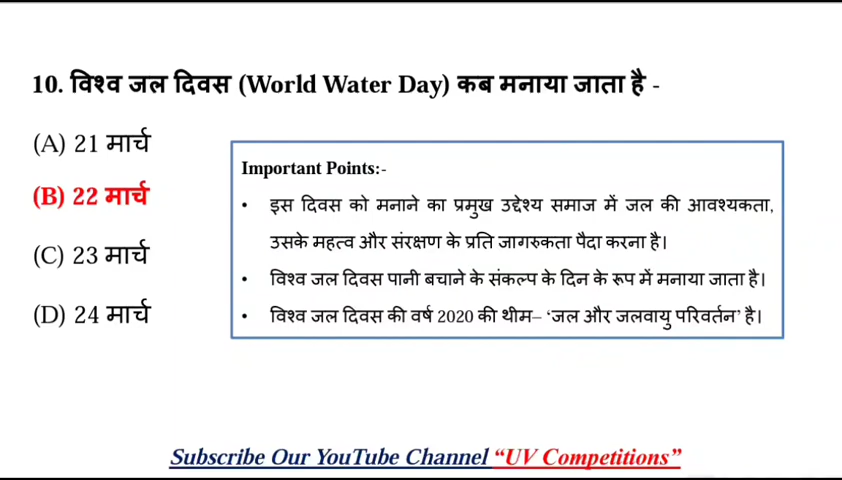 10. विश्व जल दिवस (World Water Day) कब मनाया जाता है -
(A) 21 मार्च
(B) 22 मार्च
(C) 23 मार्च
(D) 24 मार्च
Important Points:-
• इस दिवस को मनाने का प्रमुख उद्देश्य समाज में जल की आवश्यकता,
उसके महत्व और संरक्षण के प्रति जागरुकता पैदा करना है।
• विश्व जल दिवस पानी बचाने के संकल्प के दिन के रूप में मनाया जाता है।
• विश्व जल दिवस की वर्ष 2020 की थीम– ‘जल और जलवायु परिवर्तन’ है।
Subscribe Our YouTube Channel “UV Competitions”